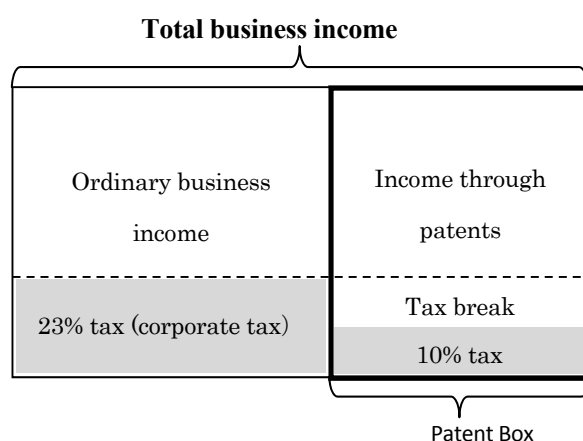 Total business income
Ordinary business
income
Income through
patents
23% tax (corporate tax)
Tax break
10% tax
Patent Box